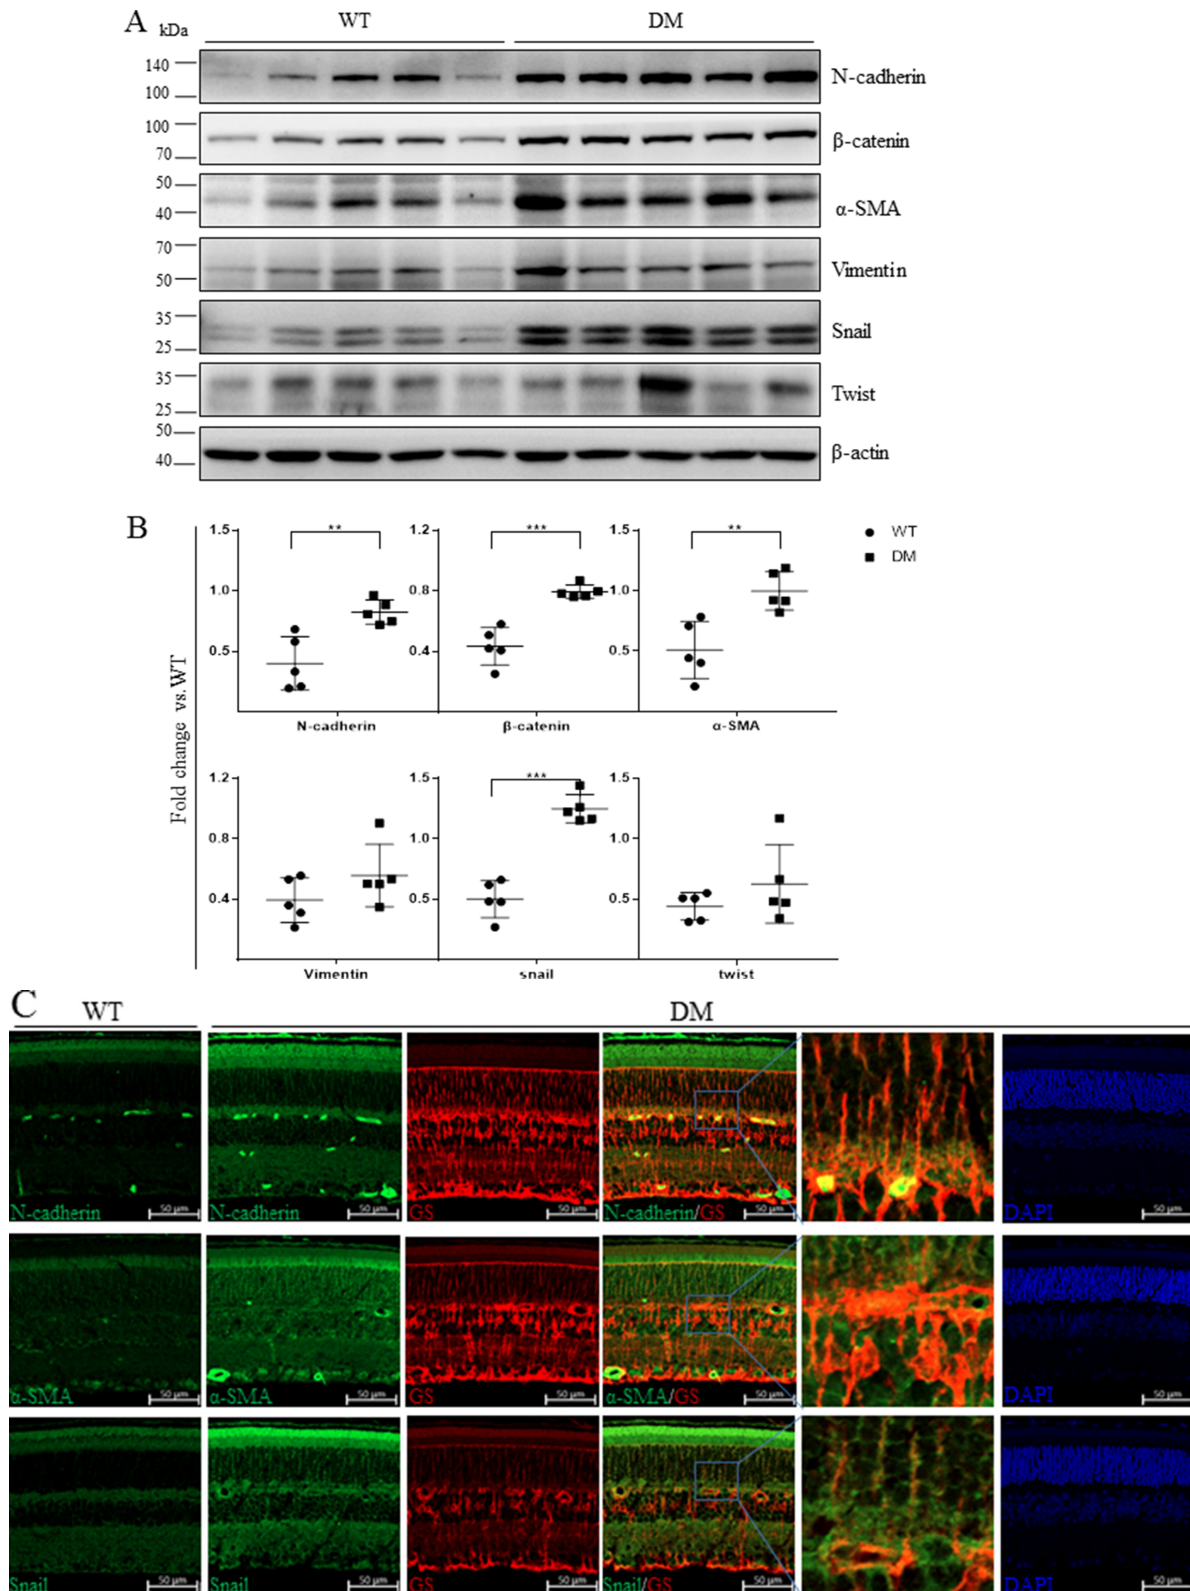 A
kDa
WT DM
140
100
N-cadherin
100
70
β-catenin
50
40
α-SMA
70
50
Vimentin
35
25
Snail
35
25
Twist
50
40
β-actin
B
Fold change vs. WT
1.5
1.0
0.5
**
N-cadherin
1.2
0.8
0.4
***
β-catenin
1.5
1.0
0.5
**
α-SMA
WT
DM
1.2
0.8
0.4
Vimentin
1.5
1.0
0.5
***
snail
1.5
1.0
0.5
twist
C
WT DM
N-cadherin 50 μm
N-cadherin 50 μm
GS 50 μm
N-cadherin/GS 50 μm
DAPI 50 μm
α-SMA 50 μm
α-SMA 50 μm
GS 50 μm
α-SMA/GS 50 μm
DAPI 50 μm
Snail 50 μm
Snail 50 μm
GS 50 μm
Snail/GS 50 μm
DAPI 50 μm